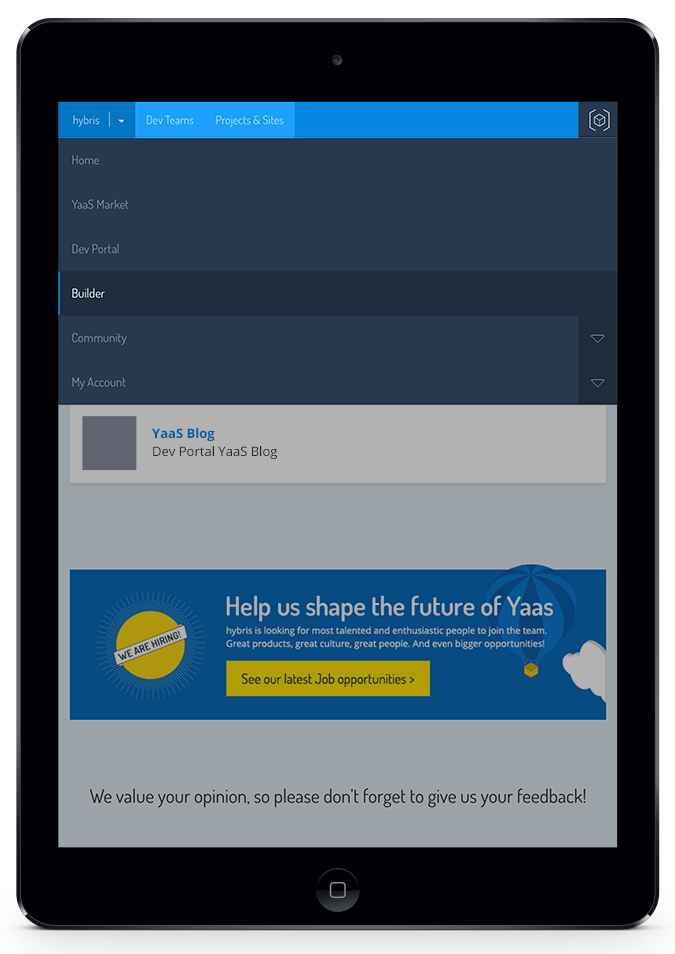 hybris
Dev Teams
Projects & Sites
Home
YaaS Market
Dev Portal
Builder
Community
My Account
YaaS Blog
Dev Portal YaaS Blog
WE ARE HIRING!
Help us shape the future of Yaas
hybris is looking for most talented and enthusiastic people to join the team.
Great products, great culture, great people. And even bigger opportunities!
See our latest Job opportunities >
We value your opinion, so please don't forget to give us your feedback!